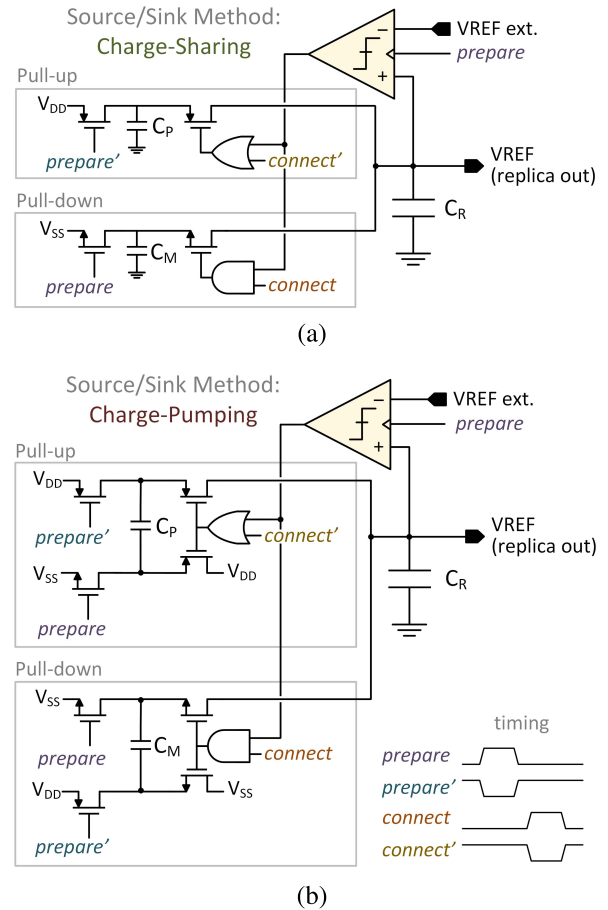 Source/Sink Method:
Charge-Sharing
VREF ext.
prepare
−
+
Pull-up
VDD
CP
prepare’
connect’
VREF
(replica out)
CR
Pull-down
VSS
CM
prepare
connect
(a)
Source/Sink Method:
Charge-Pumping
VREF ext.
prepare
−
+
Pull-up
VDD
prepare’
CP
connect’
VREF
(replica out)
VSS
VDD
CR
prepare
Pull-down
VSS
prepare
CM
connect
VDD
VSS
prepare’
timing
prepare
prepare’
connect
connect’
(b)